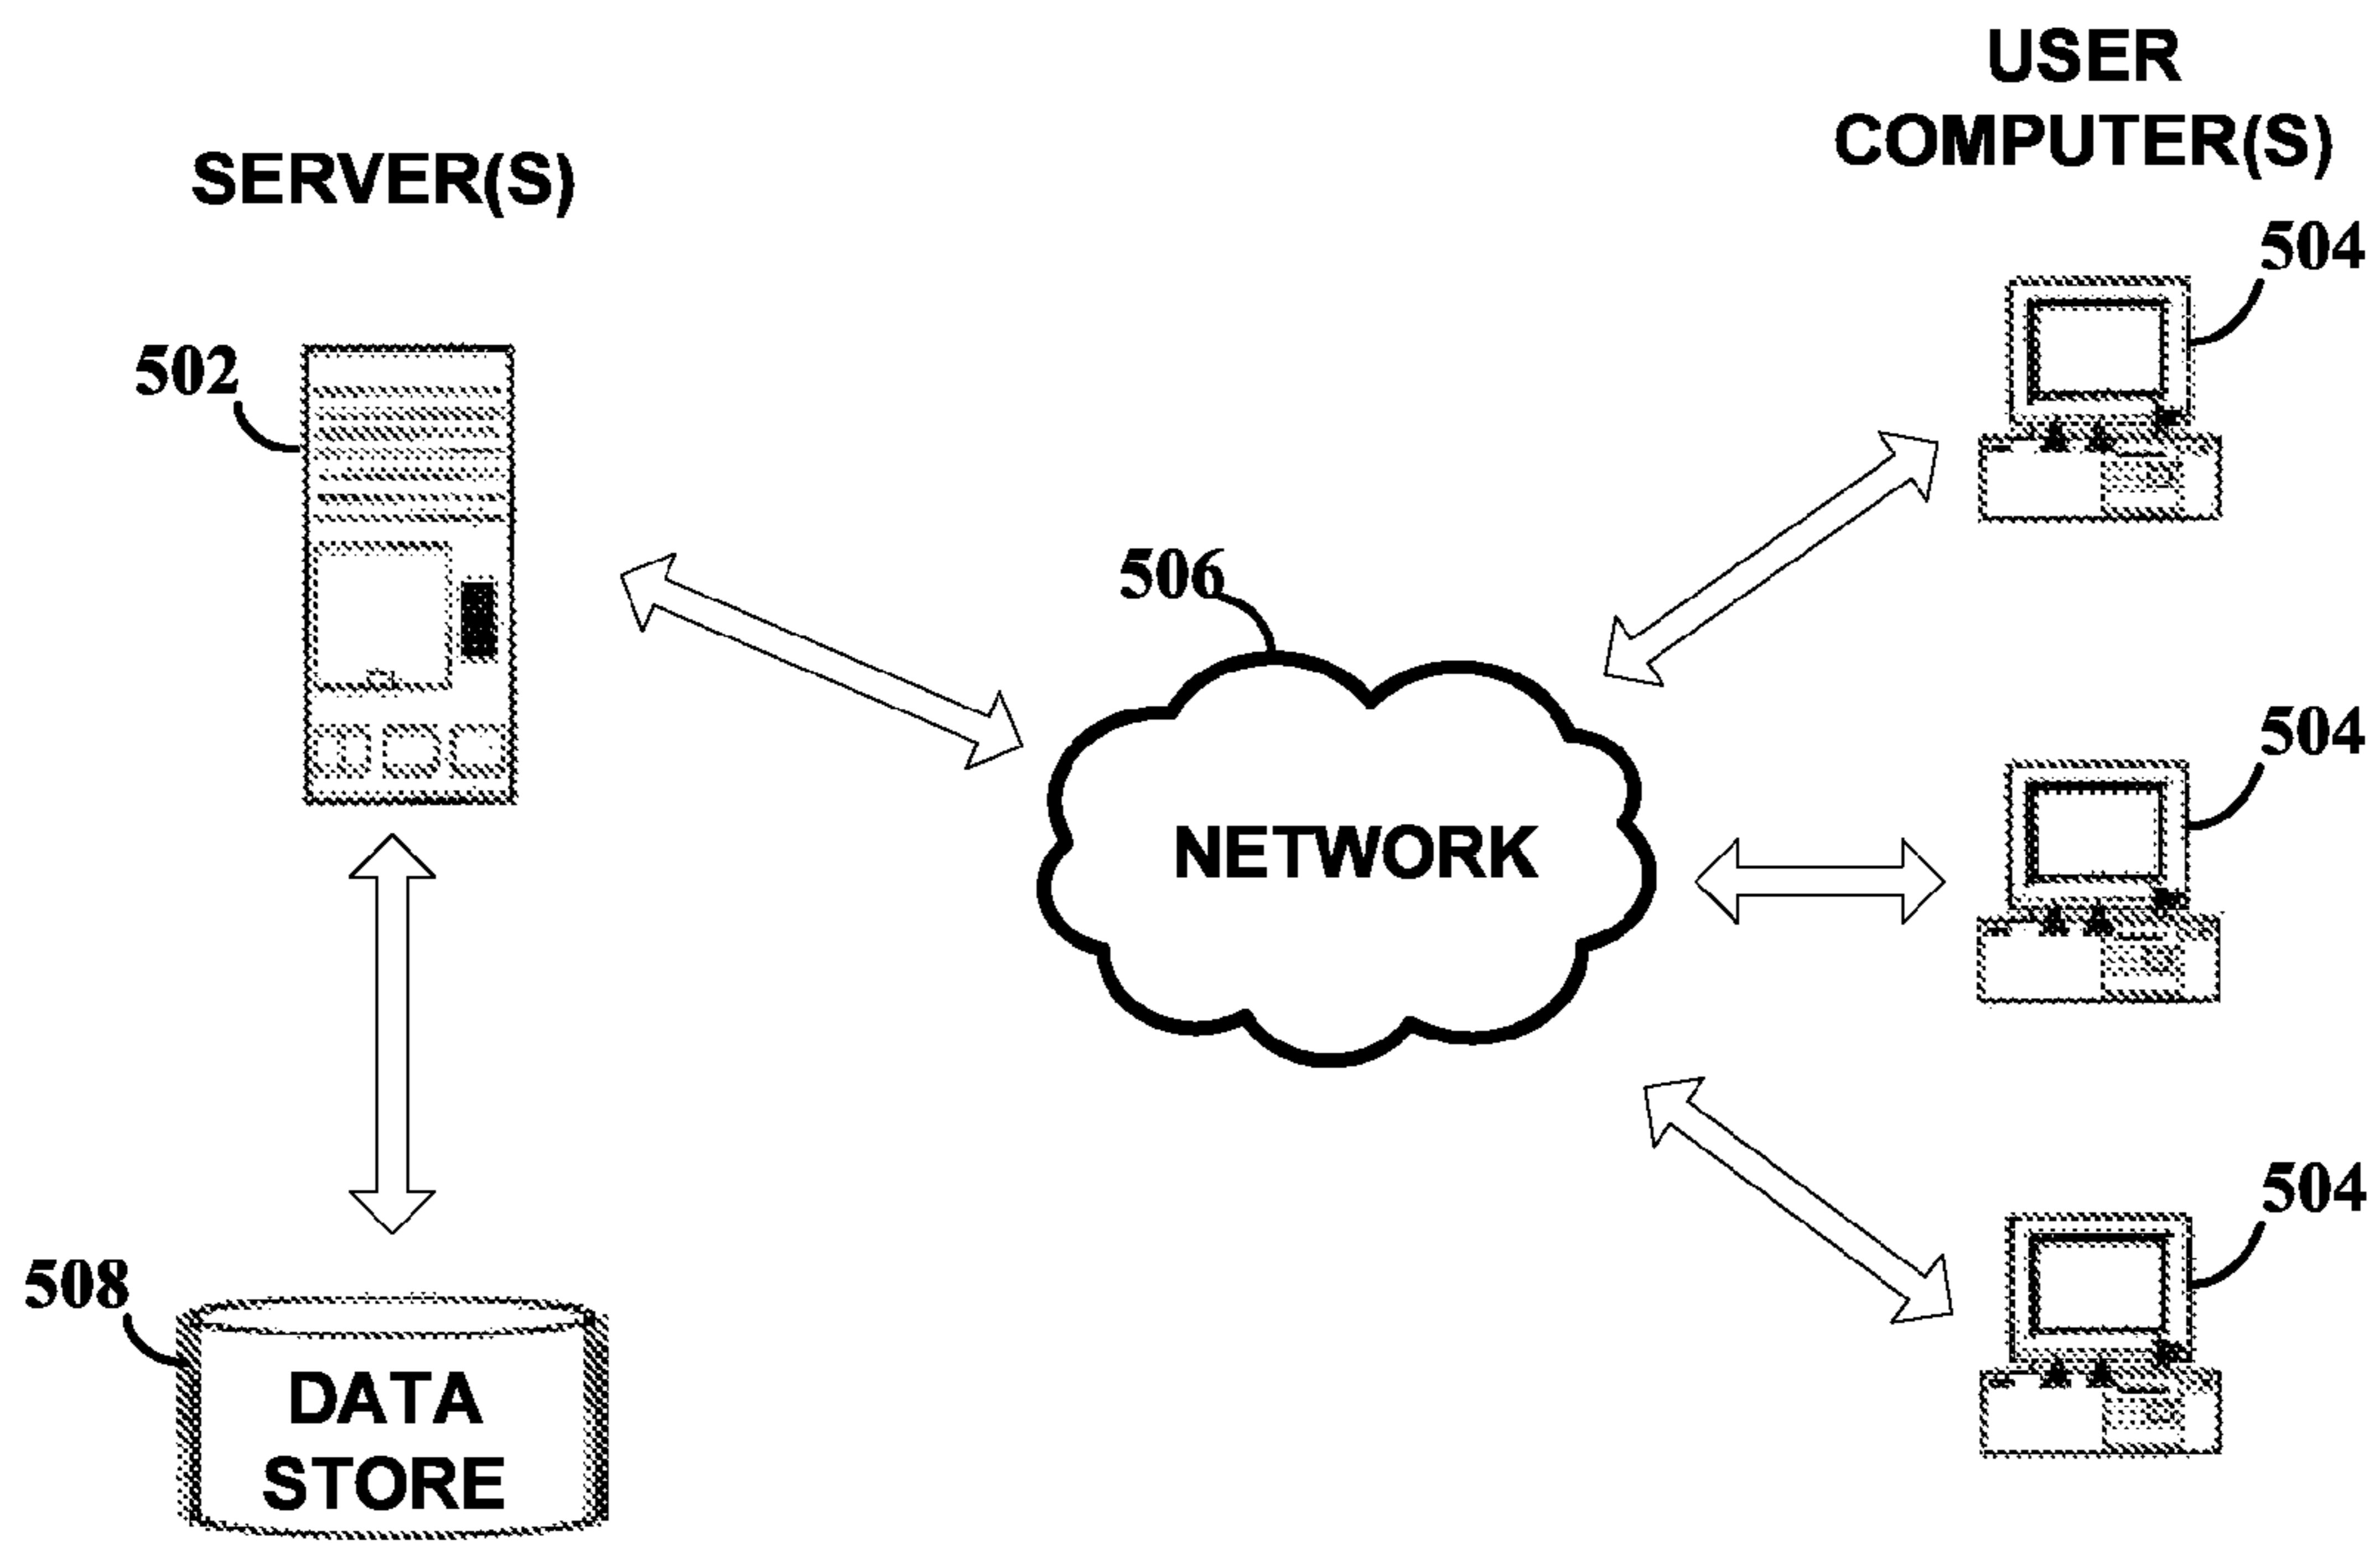 USER
COMPUTER(S)
SERVER(S)
504
502
506
504
NETWORK
504
508
DATA
STORE